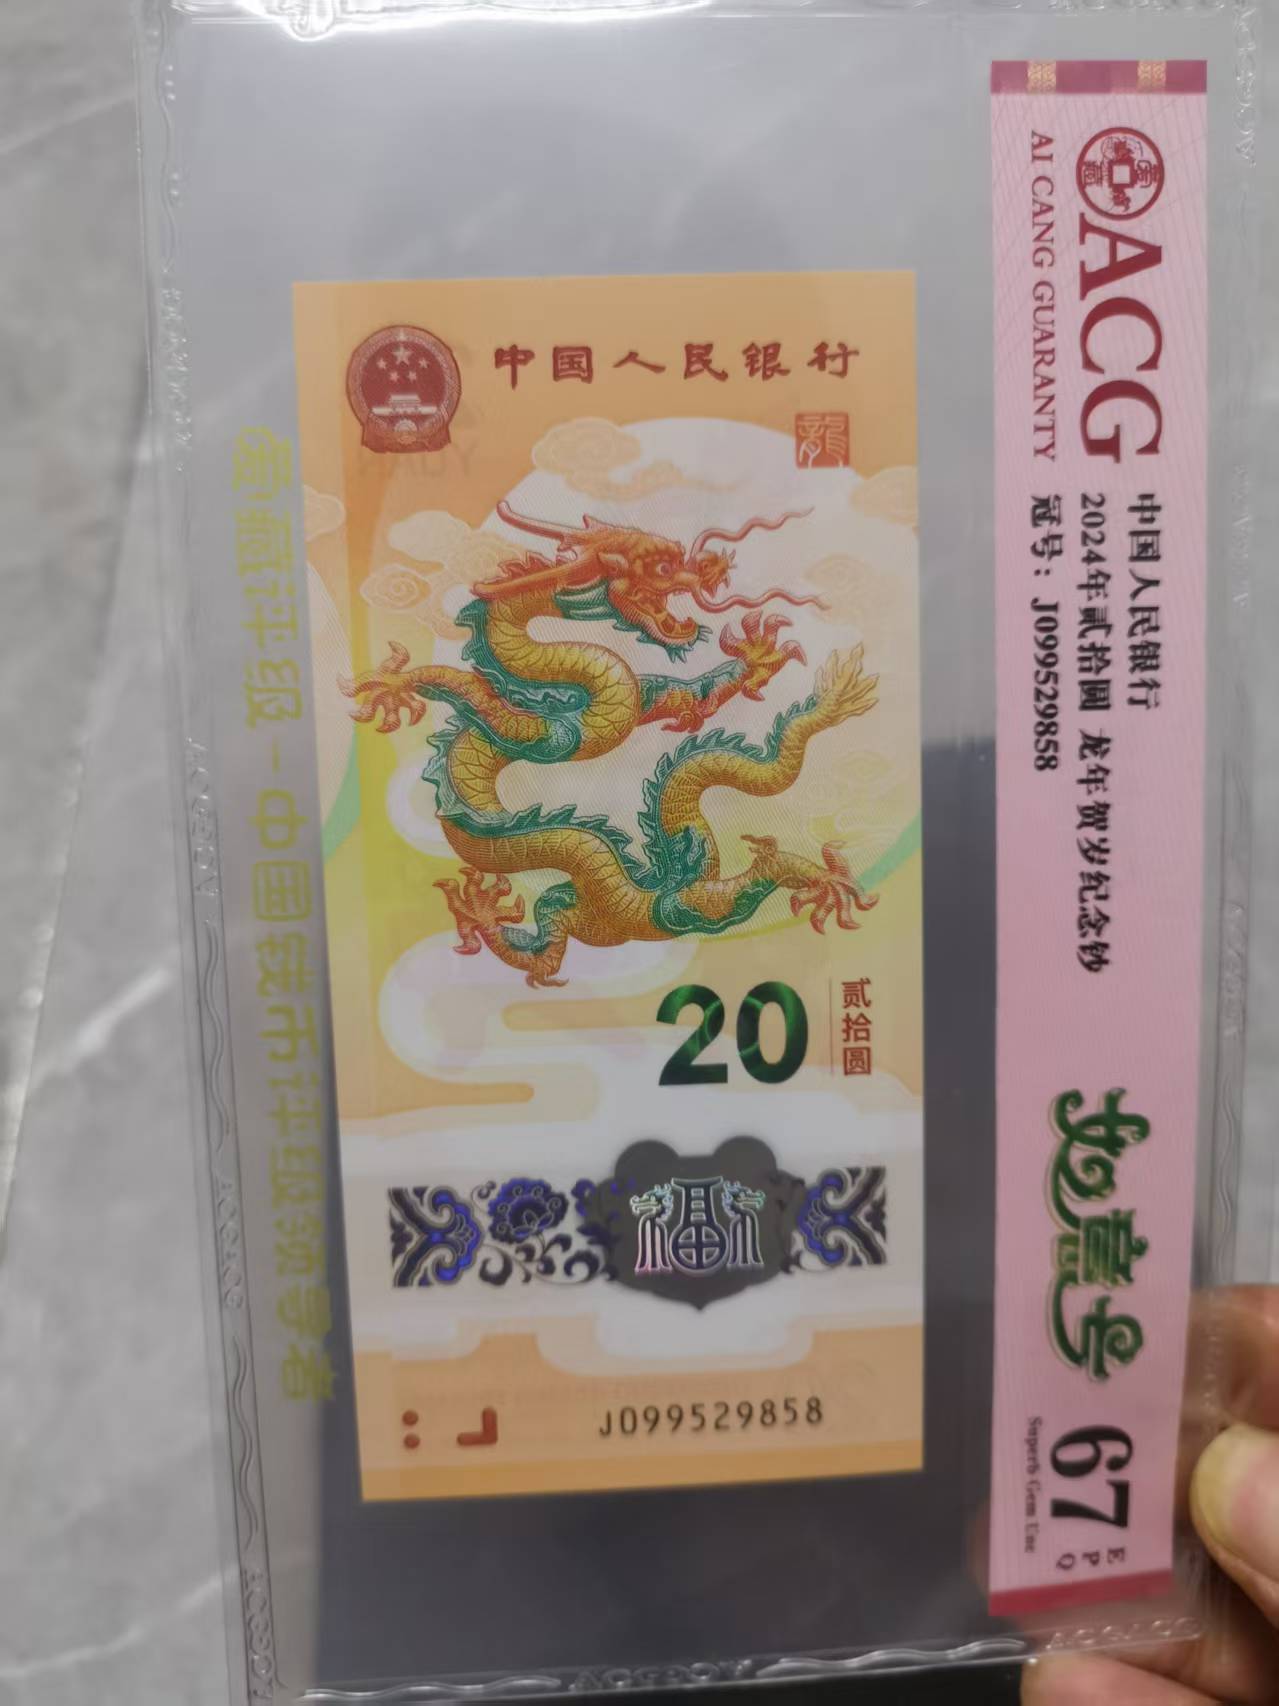 中国人民银行
龍
20
贰拾圆
J099529858
爱藏评级－中国钱币评级领导者
ACG
AI CANG GUARANTY
中国人民银行
2024年贰拾圆 龙年贺岁纪念钞
冠号：J099529858
龙喜号
67
EPQ
Superb Gem Unc